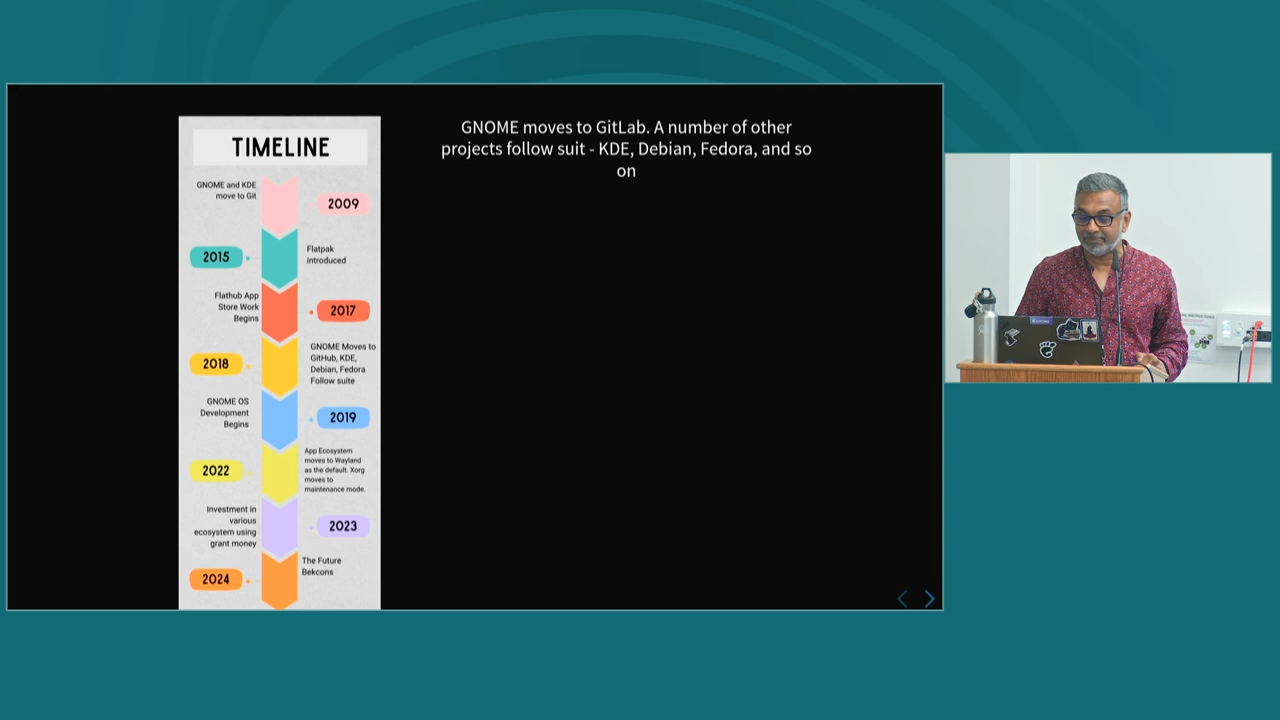 TIMELINE
GNOME and KDE
move to Git
2009
2015
Flatpak
introduced
Flathub App
Store Work
Begins
2017
2018
GNOME Moves to
GitHub, KDE,
Debian, Fedora
Follow suite
GNOME OS
Development
Begins
2019
2022
App Ecosystem
moves to Wayland
as the default. Xorg
moves to
maintenance mode.
Investment in
various
ecosystem using
grant money
2023
2024
The Future
Bekcons
GNOME moves to GitLab. A number of other
projects follow suit - KDE, Debian, Fedora, and so
on
GNOME